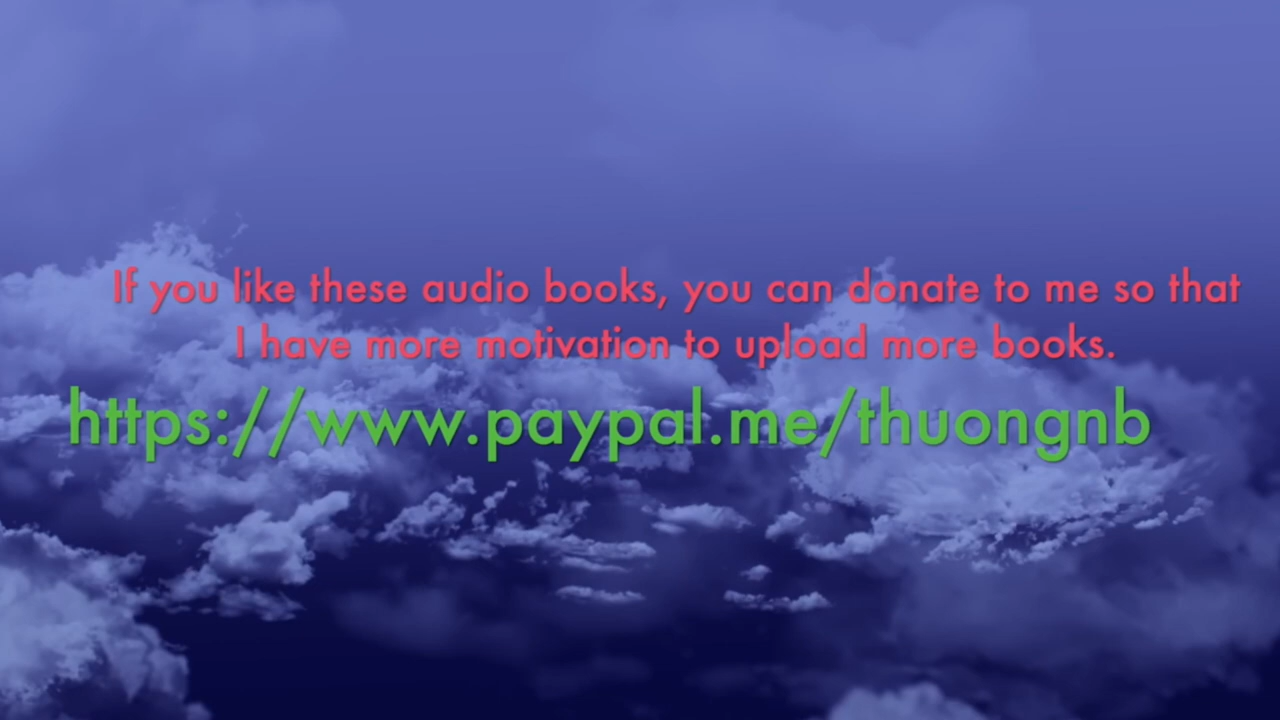 If you like these audio books, you can donate to me so that
I have more motivation to upload more books.
https://www.paypal.me/thuongnb